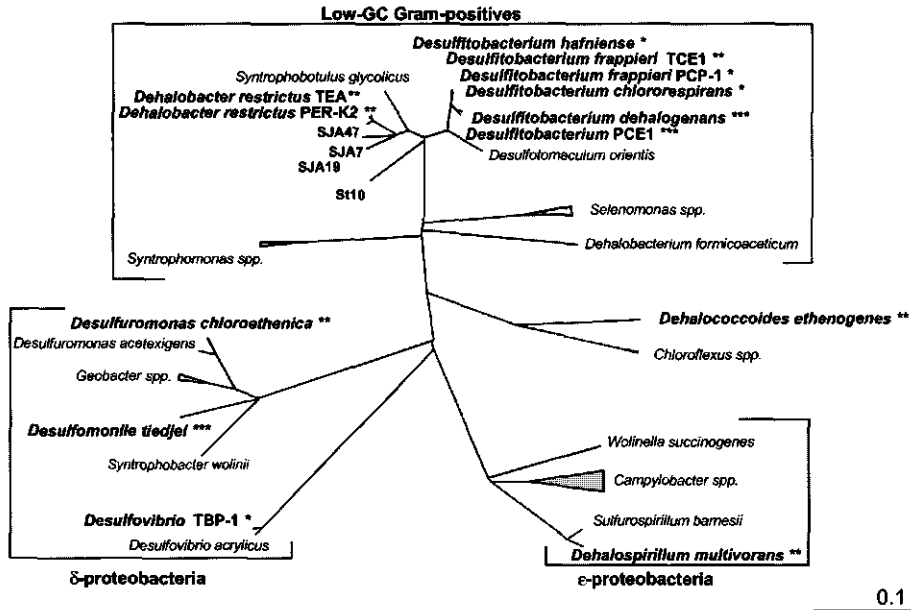 Low-GC Gram-positives
Desulfitobacterium hafniense *
Desulfitobacterium frappieri TCE1 **
Syntrophobotulus glycolicus
Desulfitobacterium frappieri PCP-1 *
Dehalobacter restrictus TEA**
Desulfitobacterium chlororespirans *
Dehalobacter restrictus PER-K2 **
Desulfitobacterium dehalogenans ***
SJA47
Desulfitobacterium PCE1 ***
SJA7
Desulfotomaculum orientis
SJA19
St10
Selenomonas spp.
Dehalobacterium formicoaceticum
Syntrophomonas spp.
Desulfuromonas chloroethenica **
Dehalococcoides ethenogenes **
Desulfuromonas acetexigens
Chloroflexus spp.
Geobacter spp.
Desulfomonile tiedjei ***
Wolinella succinogenes
Syntrophobacter wolinii
Campylobacter spp.
Desulfovibrio TBP-1 *
Sulfurospirillum barnesii
Desulfovibrio acrylicus
Dehalospirillum multivorans **
δ-proteobacteria
ε-proteobacteria
0.1